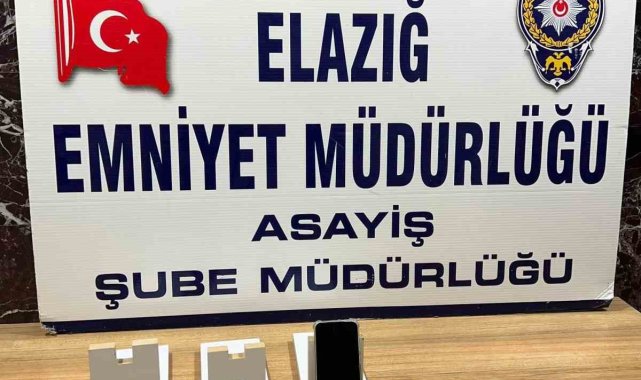 ELAZIĞ
EMNİYET MÜDÜRLÜĞÜ
ASAYİŞ
ŞUBE MÜDÜRLÜĞÜ